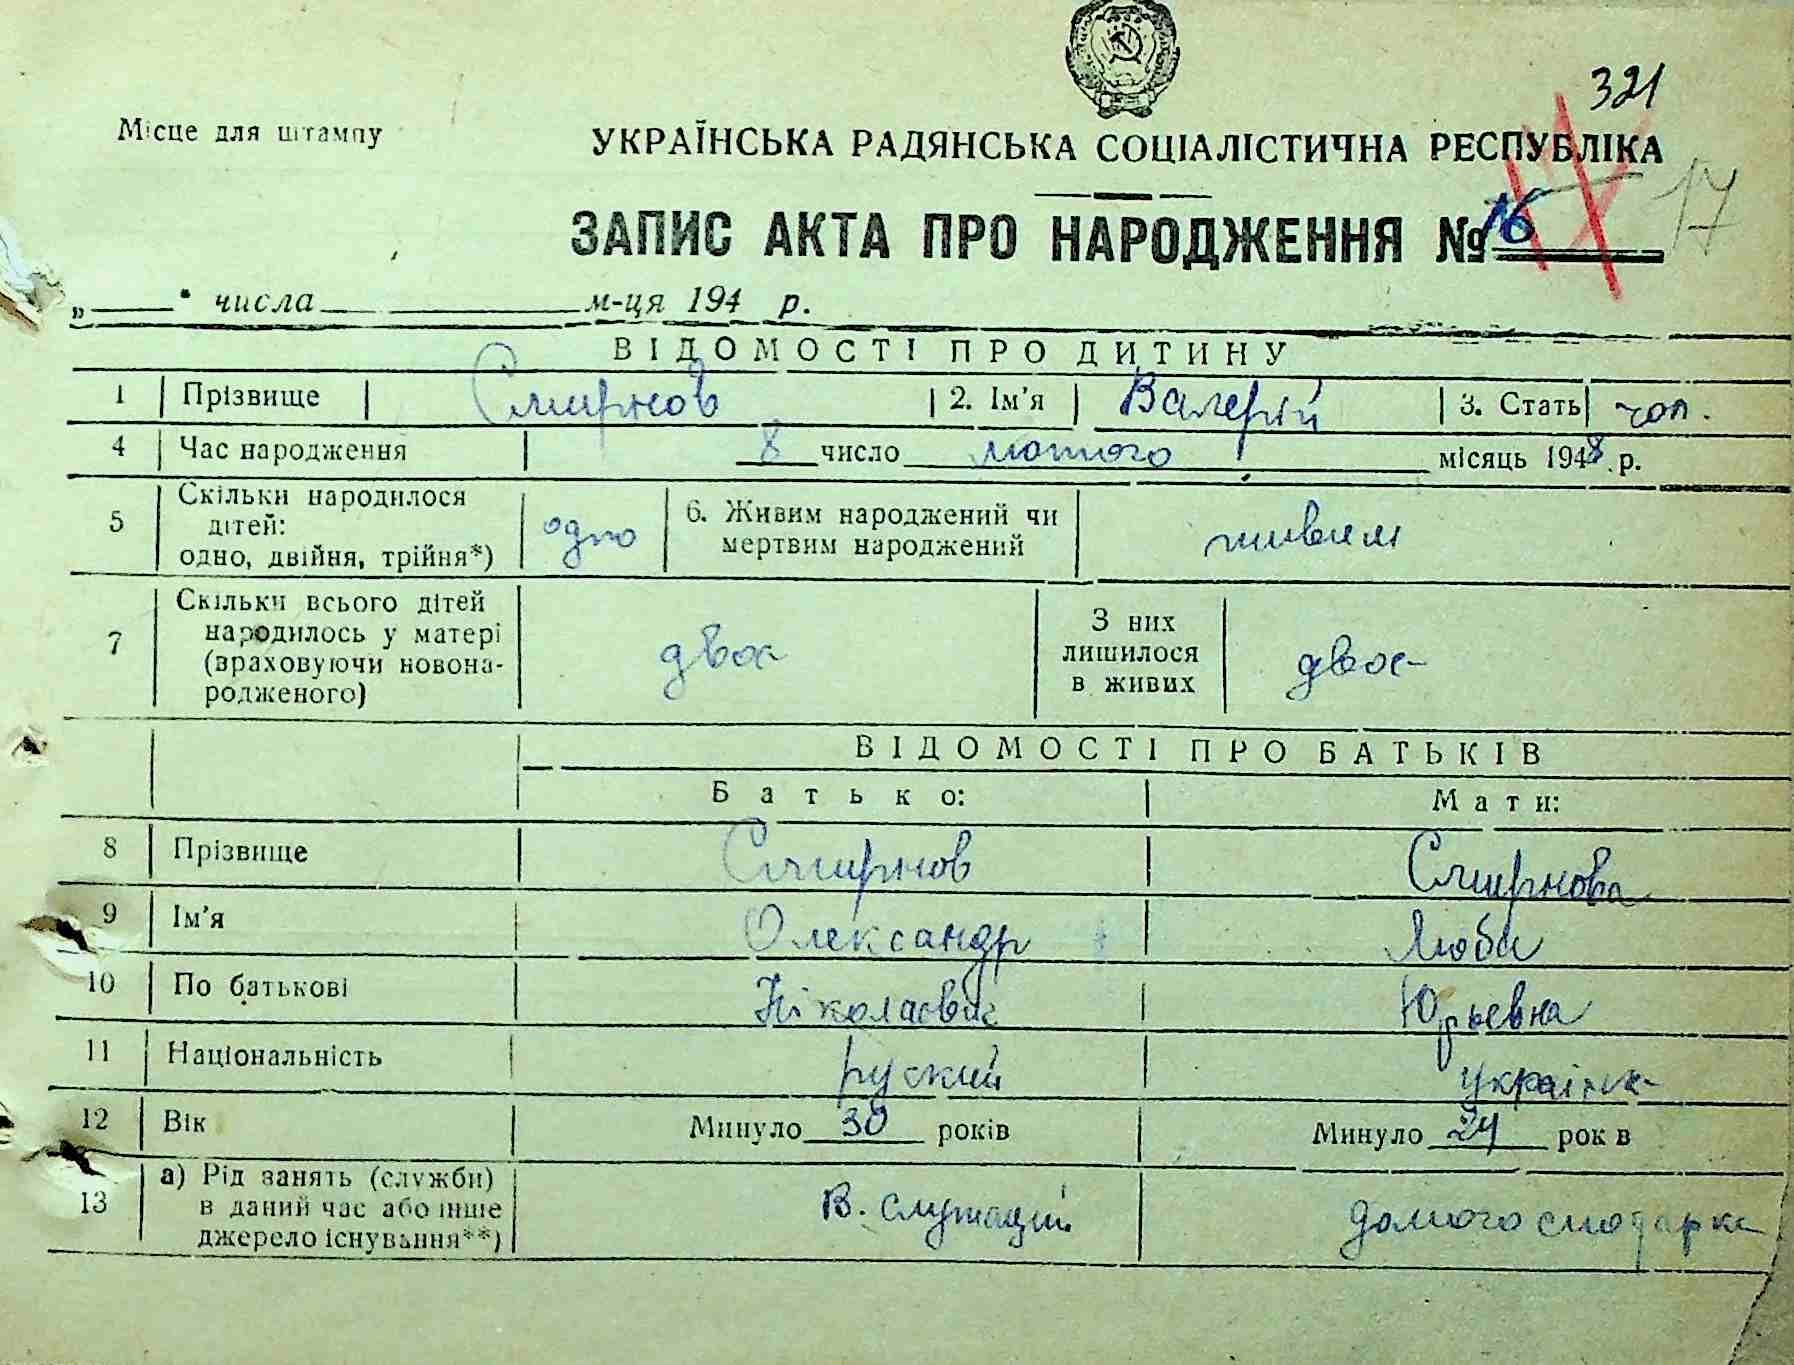 321
Місце для штампу
УКРАЇНСЬКА РАДЯНСЬКА СОЦІАЛІСТИЧНА РЕСПУБЛІКА
ЗАПИС АКТА ПРО НАРОДЖЕННЯ № 16 17
„ " числа м-ця 194 р.
ВІДОМОСТІ ПРО ДИТИНУ
1 Прізвище Смирнов 2. Ім'я Валерій 3. Стать чол.
4 Час народження 8 число лютого місяць 1948 р.
5 Скільки народилося дітей: одно, двійня, трійня*) одно 6. Живим народжений чи мертвим народжений живим
7 Скільки всього дітей народилось у матері (враховуючи новонародженого) двоє З них лишилося в живих двоє
ВІДОМОСТІ ПРО БАТЬКІВ
Батько: Мати:
8 Прізвище Смирнов Смирнова
9 Ім'я Олександр Люба
10 По батькові Ніколаєвич Юрьевна
11 Національність руский українка
12 Вік Минуло 30 років Минуло 24 рок в
13 а) Рід занять (служби) в даний час або інше джерело існування**) В. служащий домогосподарка